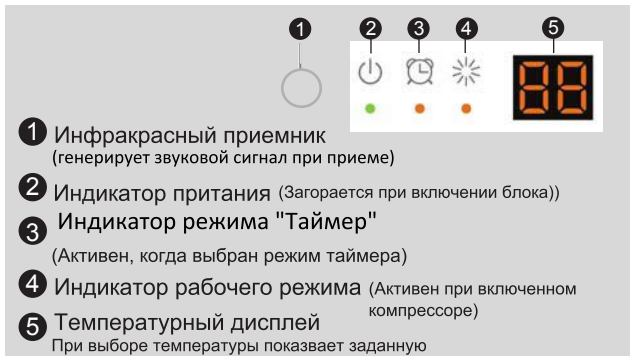 1 2 3 4 5
88
1 Инфракрасный приемник
(генерирует звуковой сигнал при приеме)
2 Индикатор притания (Загорается при включении блока))
3 Индикатор режима "Таймер"
(Активен, когда выбран режим таймера)
4 Индикатор рабочего режима (Активен при включенном
компрессоре)
5 Температурный дисплей
При выборе температуры показвает заданную